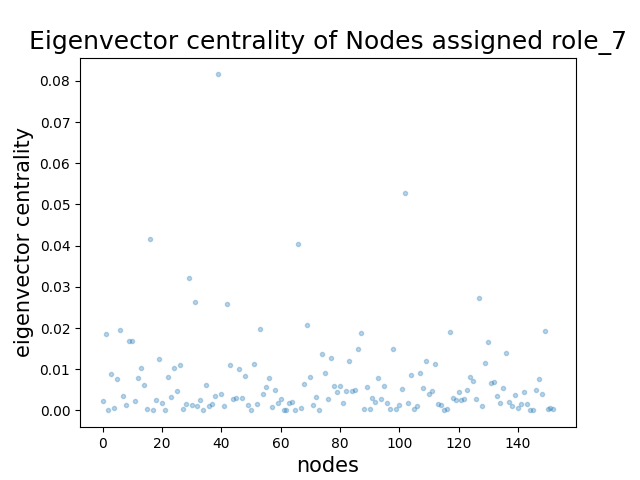 Eigenvector centrality of Nodes assigned role_7
eigenvector centrality
0.08
0.07
0.06
0.05
0.04
0.03
0.02
0.01
0.00
0 20 40 60 80 100 120 140
nodes